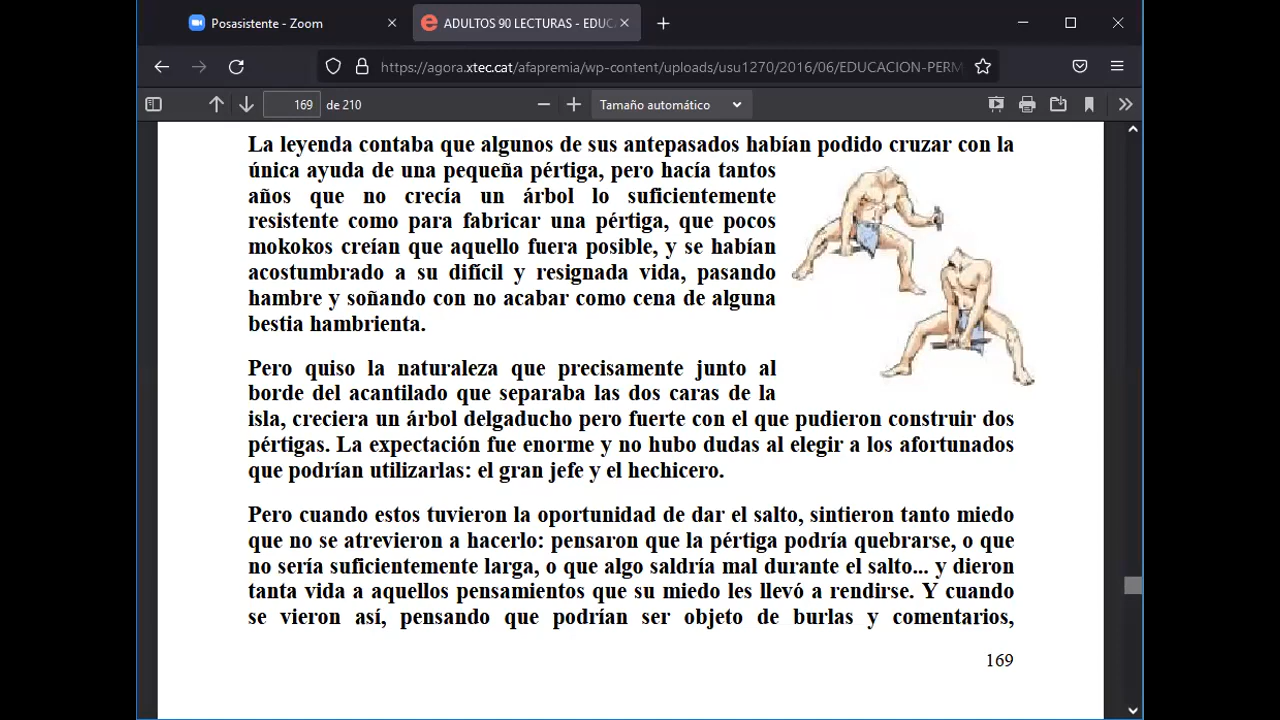 Posasistente - Zoom
ADULTOS 90 LECTURAS - EDUC
https://agora.xtec.cat/afapremia/wp-content/uploads/usu1270/2016/06/EDUCACION-PERM
169 de 210
Tamaño automático
La leyenda contaba que algunos de sus antepasados habían podido cruzar con la
única ayuda de una pequeña pértiga, pero hacía tantos
años que no crecía un árbol lo suficientemente
resistente como para fabricar una pértiga, que pocos
mokokos creían que aquello fuera posible, y se habían
acostumbrado a su difícil y resignada vida, pasando
hambre y soñando con no acabar como cena de alguna
bestia hambrienta.
Pero quiso la naturaleza que precisamente junto al
borde del acantilado que separaba las dos caras de la
isla, creciera un árbol delgaducho pero fuerte con el que pudieron construir dos
pértigas. La expectación fue enorme y no hubo dudas al elegir a los afortunados
que podrían utilizarlas: el gran jefe y el hechicero.
Pero cuando estos tuvieron la oportunidad de dar el salto, sintieron tanto miedo
que no se atrevieron a hacerlo: pensaron que la pértiga podría quebrarse, o que
no sería suficientemente larga, o que algo saldría mal durante el salto... y dieron
tanta vida a aquellos pensamientos que su miedo les llevó a rendirse. Y cuando
se vieron así, pensando que podrían ser objeto de burlas y comentarios,
169